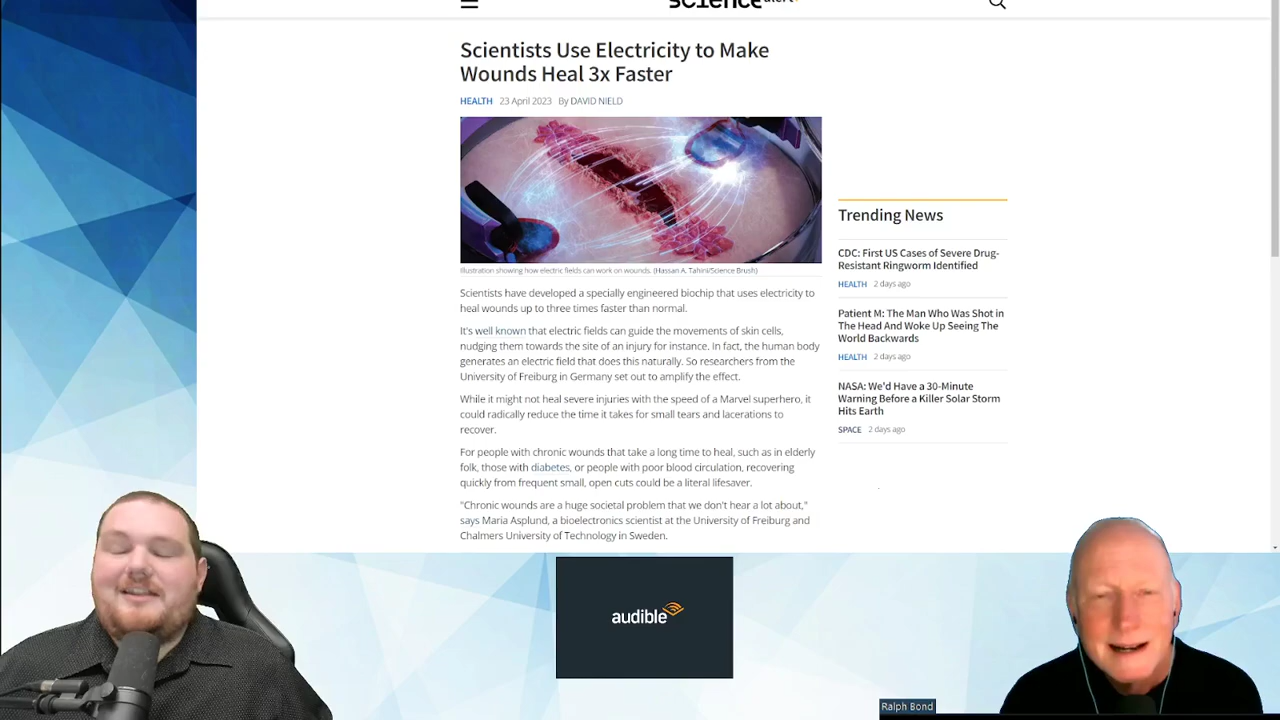 science alert
Scientists Use Electricity to Make
Wounds Heal 3x Faster
HEALTH 23 April 2023 By DAVID NIELD
Illustration showing how electric fields can work on wounds. (Hassan A. Tahini/Science Brush)
Scientists have developed a specially engineered biochip that uses electricity to
heal wounds up to three times faster than normal.
It's well known that electric fields can guide the movements of skin cells,
nudging them towards the site of an injury for instance. In fact, the human body
generates an electric field that does this naturally. So researchers from the
University of Freiburg in Germany set out to amplify the effect.
While it might not heal severe injuries with the speed of a Marvel superhero, it
could radically reduce the time it takes for small tears and lacerations to
recover.
For people with chronic wounds that take a long time to heal, such as in elderly
folk, those with diabetes, or people with poor blood circulation, recovering
quickly from frequent small, open cuts could be a literal lifesaver.
"Chronic wounds are a huge societal problem that we don't hear a lot about,"
says Maria Asplund, a bioelectronics scientist at the University of Freiburg and
Chalmers University of Technology in Sweden.
Trending News
CDC: First US Cases of Severe Drug-
Resistant Ringworm Identified
HEALTH 2 days ago
Patient M: The Man Who Was Shot in
The Head And Woke Up Seeing The
World Backwards
HEALTH 2 days ago
NASA: We'd Have a 30-Minute
Warning Before a Killer Solar Storm
Hits Earth
SPACE 2 days ago
audible
Ralph Bond